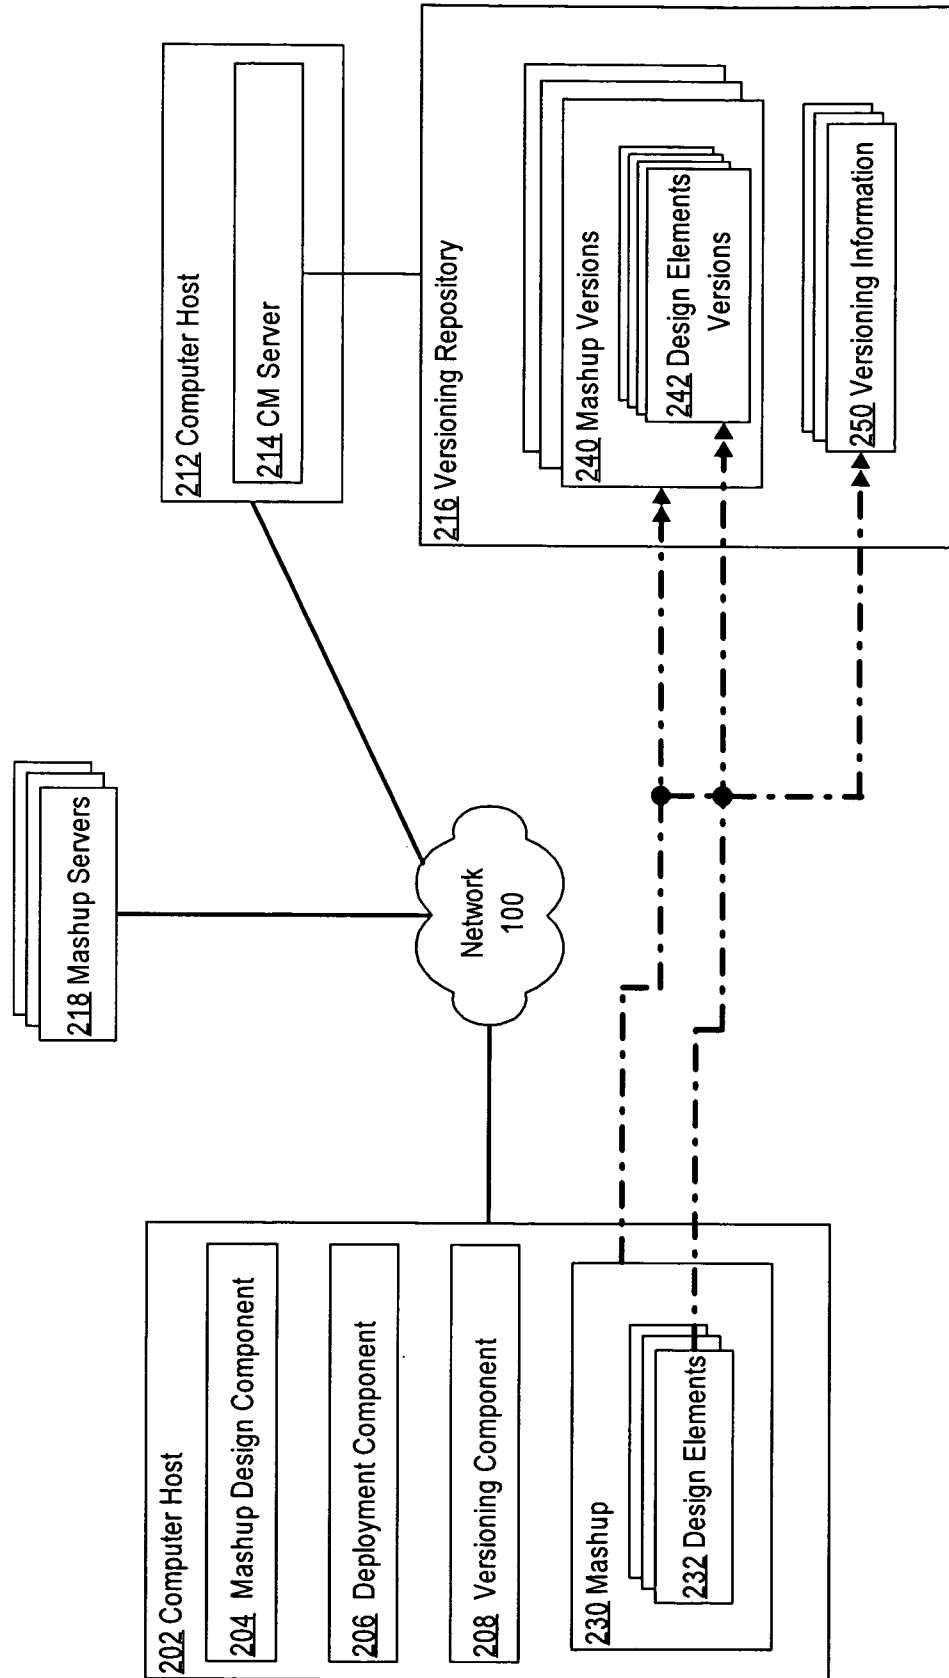 202 Computer Host
204 Mashup Design Component
206 Deployment Component
208 Versioning Component
230 Mashup
232 Design Elements
218 Mashup Servers
Network
100
212 Computer Host
214 CM Server
216 Versioning Repository
240 Mashup Versions
242 Design Elements
Versions
250 Versioning Information